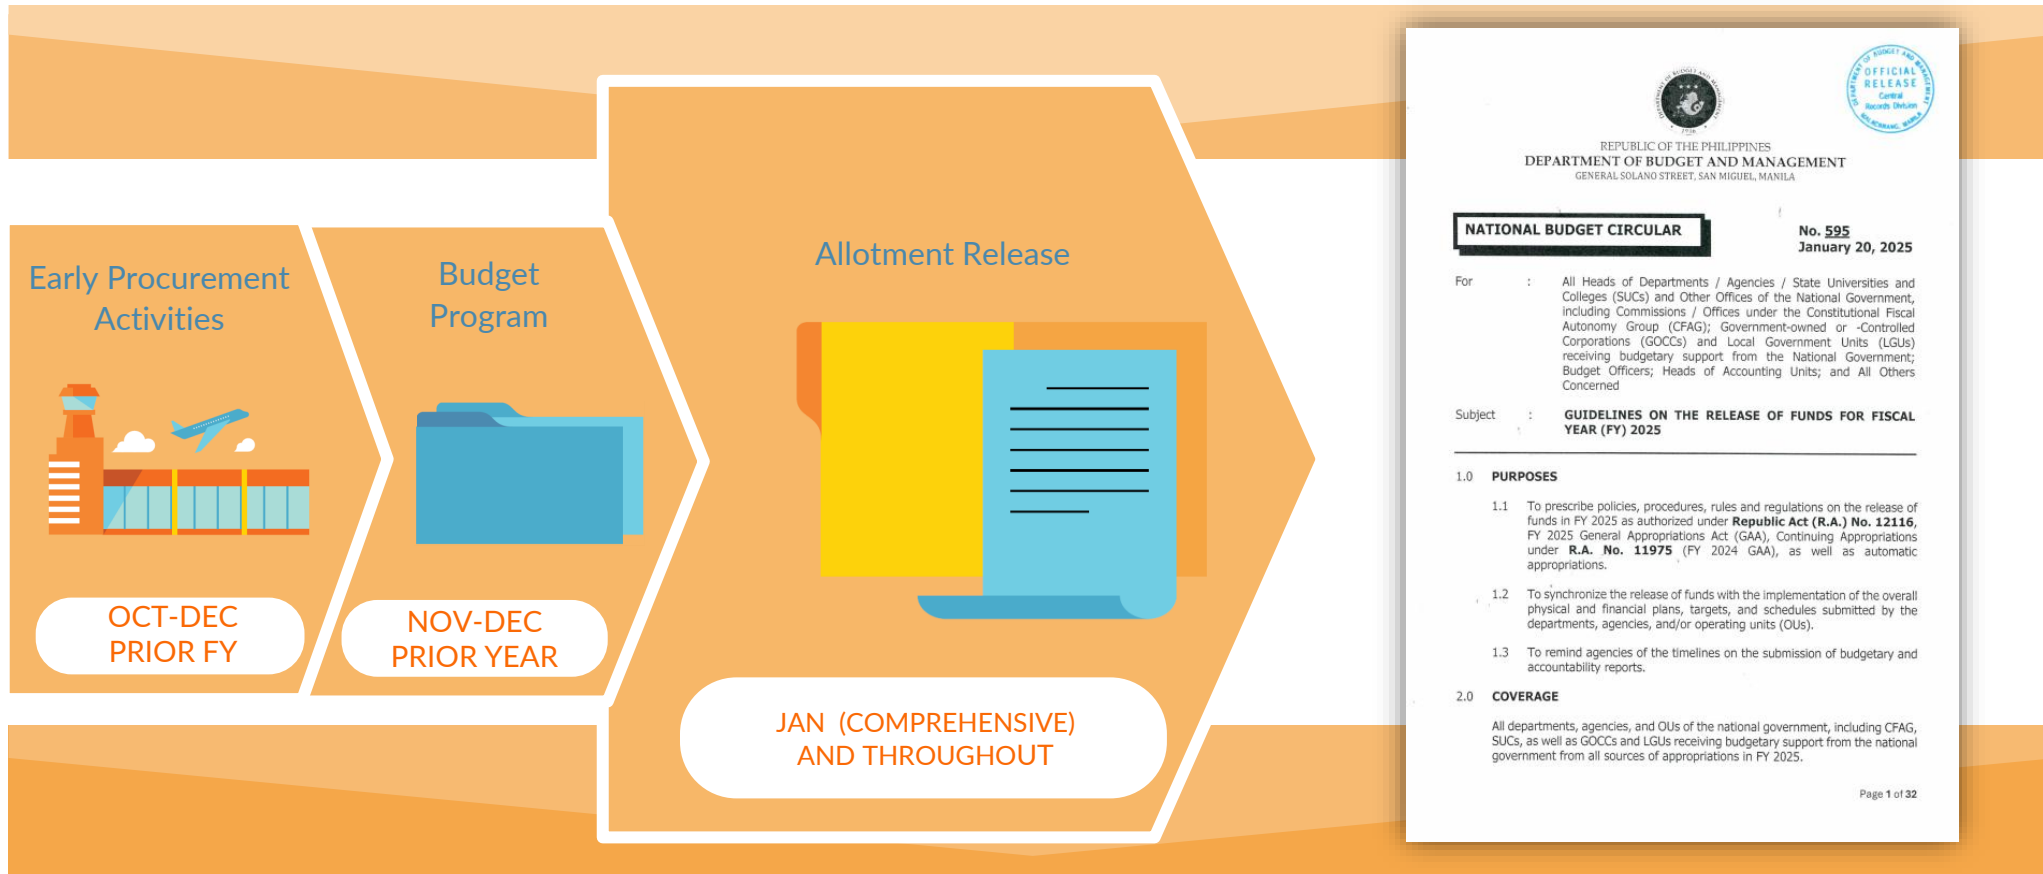 Early Procurement
Activities
OCT-DEC
PRIOR FY
Budget
Program
NOV-DEC
PRIOR YEAR
Allotment Release
JAN (COMPREHENSIVE)
AND THROUGHOUT
DEPARTMENT OF BUDGET AND MANAGEMENT
OFFICIAL
RELEASE
Central
Records Division
MALACAÑANG, MANILA
REPUBLIC OF THE PHILIPPINES
DEPARTMENT OF BUDGET AND MANAGEMENT
GENERAL SOLANO STREET, SAN MIGUEL, MANILA
NATIONAL BUDGET CIRCULAR
No. 595
January 20, 2025
For : All Heads of Departments / Agencies / State Universities and
Colleges (SUCs) and Other Offices of the National Government,
including Commissions / Offices under the Constitutional Fiscal
Autonomy Group (CFAG); Government-owned or -Controlled
Corporations (GOCCs) and Local Government Units (LGUs)
receiving budgetary support from the National Government;
Budget Officers; Heads of Accounting Units; and All Others
Concerned
Subject : GUIDELINES ON THE RELEASE OF FUNDS FOR FISCAL
YEAR (FY) 2025
1.0 PURPOSES
1.1 To prescribe policies, procedures, rules and regulations on the release of
funds in FY 2025 as authorized under Republic Act (R.A.) No. 12116,
FY 2025 General Appropriations Act (GAA), Continuing Appropriations
under R.A. No. 11975 (FY 2024 GAA), as well as automatic
appropriations.
1.2 To synchronize the release of funds with the implementation of the overall
physical and financial plans, targets, and schedules submitted by the
departments, agencies, and/or operating units (OUs).
1.3 To remind agencies of the timelines on the submission of budgetary and
accountability reports.
2.0 COVERAGE
All departments, agencies, and OUs of the national government, including CFAG,
SUCs, as well as GOCCs and LGUs receiving budgetary support from the national
government from all sources of appropriations in FY 2025.
Page 1 of 32